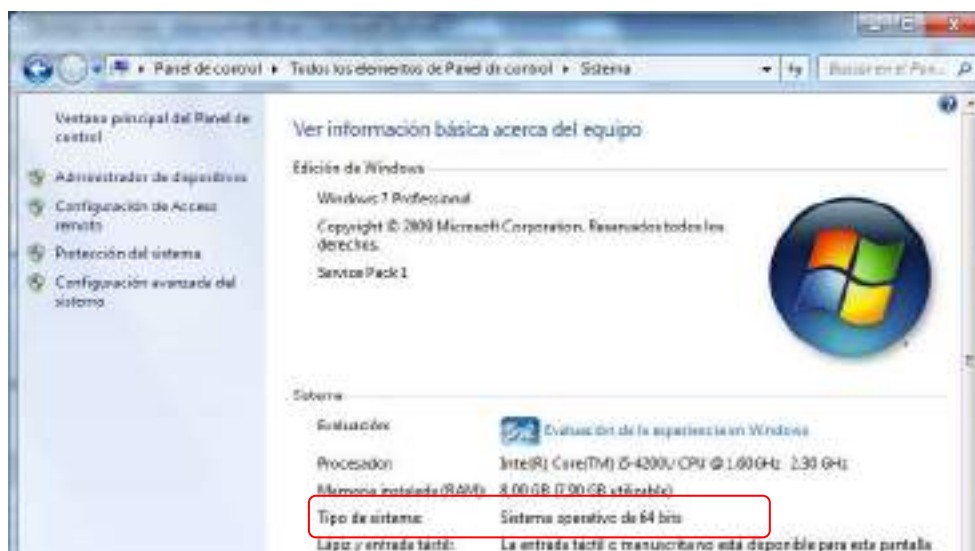 Panel de control ▸ Todos los elementos de Panel de control ▸ Sistema
Buscar en el Pan...
Ventana principal del Panel de
control
Administrador de dispositivos
Configuración de Acceso
remoto
Protección del sistema
Configuración avanzada del
sistema
Ver información básica acerca del equipo
Edición de Windows
Windows 7 Professional
Copyright © 2009 Microsoft Corporation. Reservados todos los
derechos.
Service Pack 1
Sistema
Evaluación: Evaluación de la experiencia en Windows
Procesador: Intel(R) Core(TM) i5-4200U CPU @ 1.60GHz 2.30 GHz
Memoria instalada (RAM): 8,00 GB (7,90 GB utilizable)
Tipo de sistema: Sistema operativo de 64 bits
Lápiz y entrada táctil: La entrada táctil o manuscrita no está disponible para esta pantalla